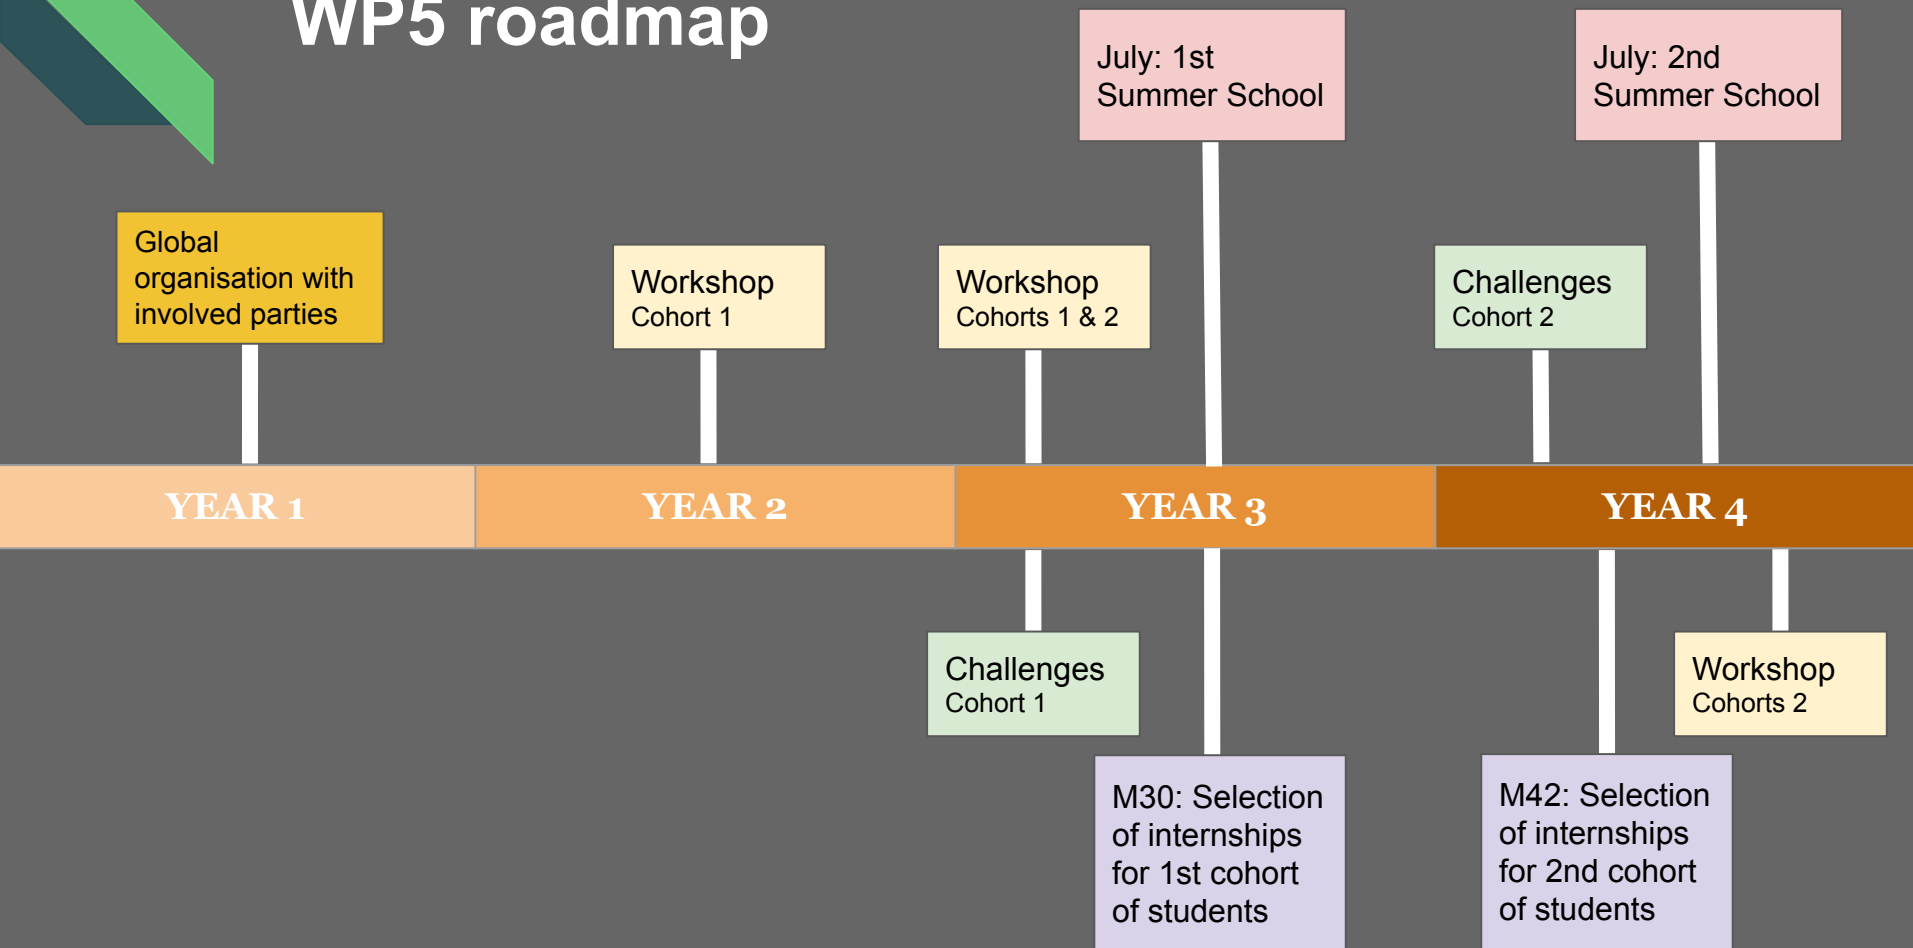 WP5 roadmap
July: 1st
Summer School
July: 2nd
Summer School
Global
organisation with
involved parties
Workshop
Cohort 1
Workshop
Cohorts 1 & 2
Challenges
Cohort 2
YEAR 1
YEAR 2
YEAR 3
YEAR 4
Challenges
Cohort 1
Workshop
Cohorts 2
M30: Selection
of internships
for 1st cohort
of students
M42: Selection
of internships
for 2nd cohort
of students